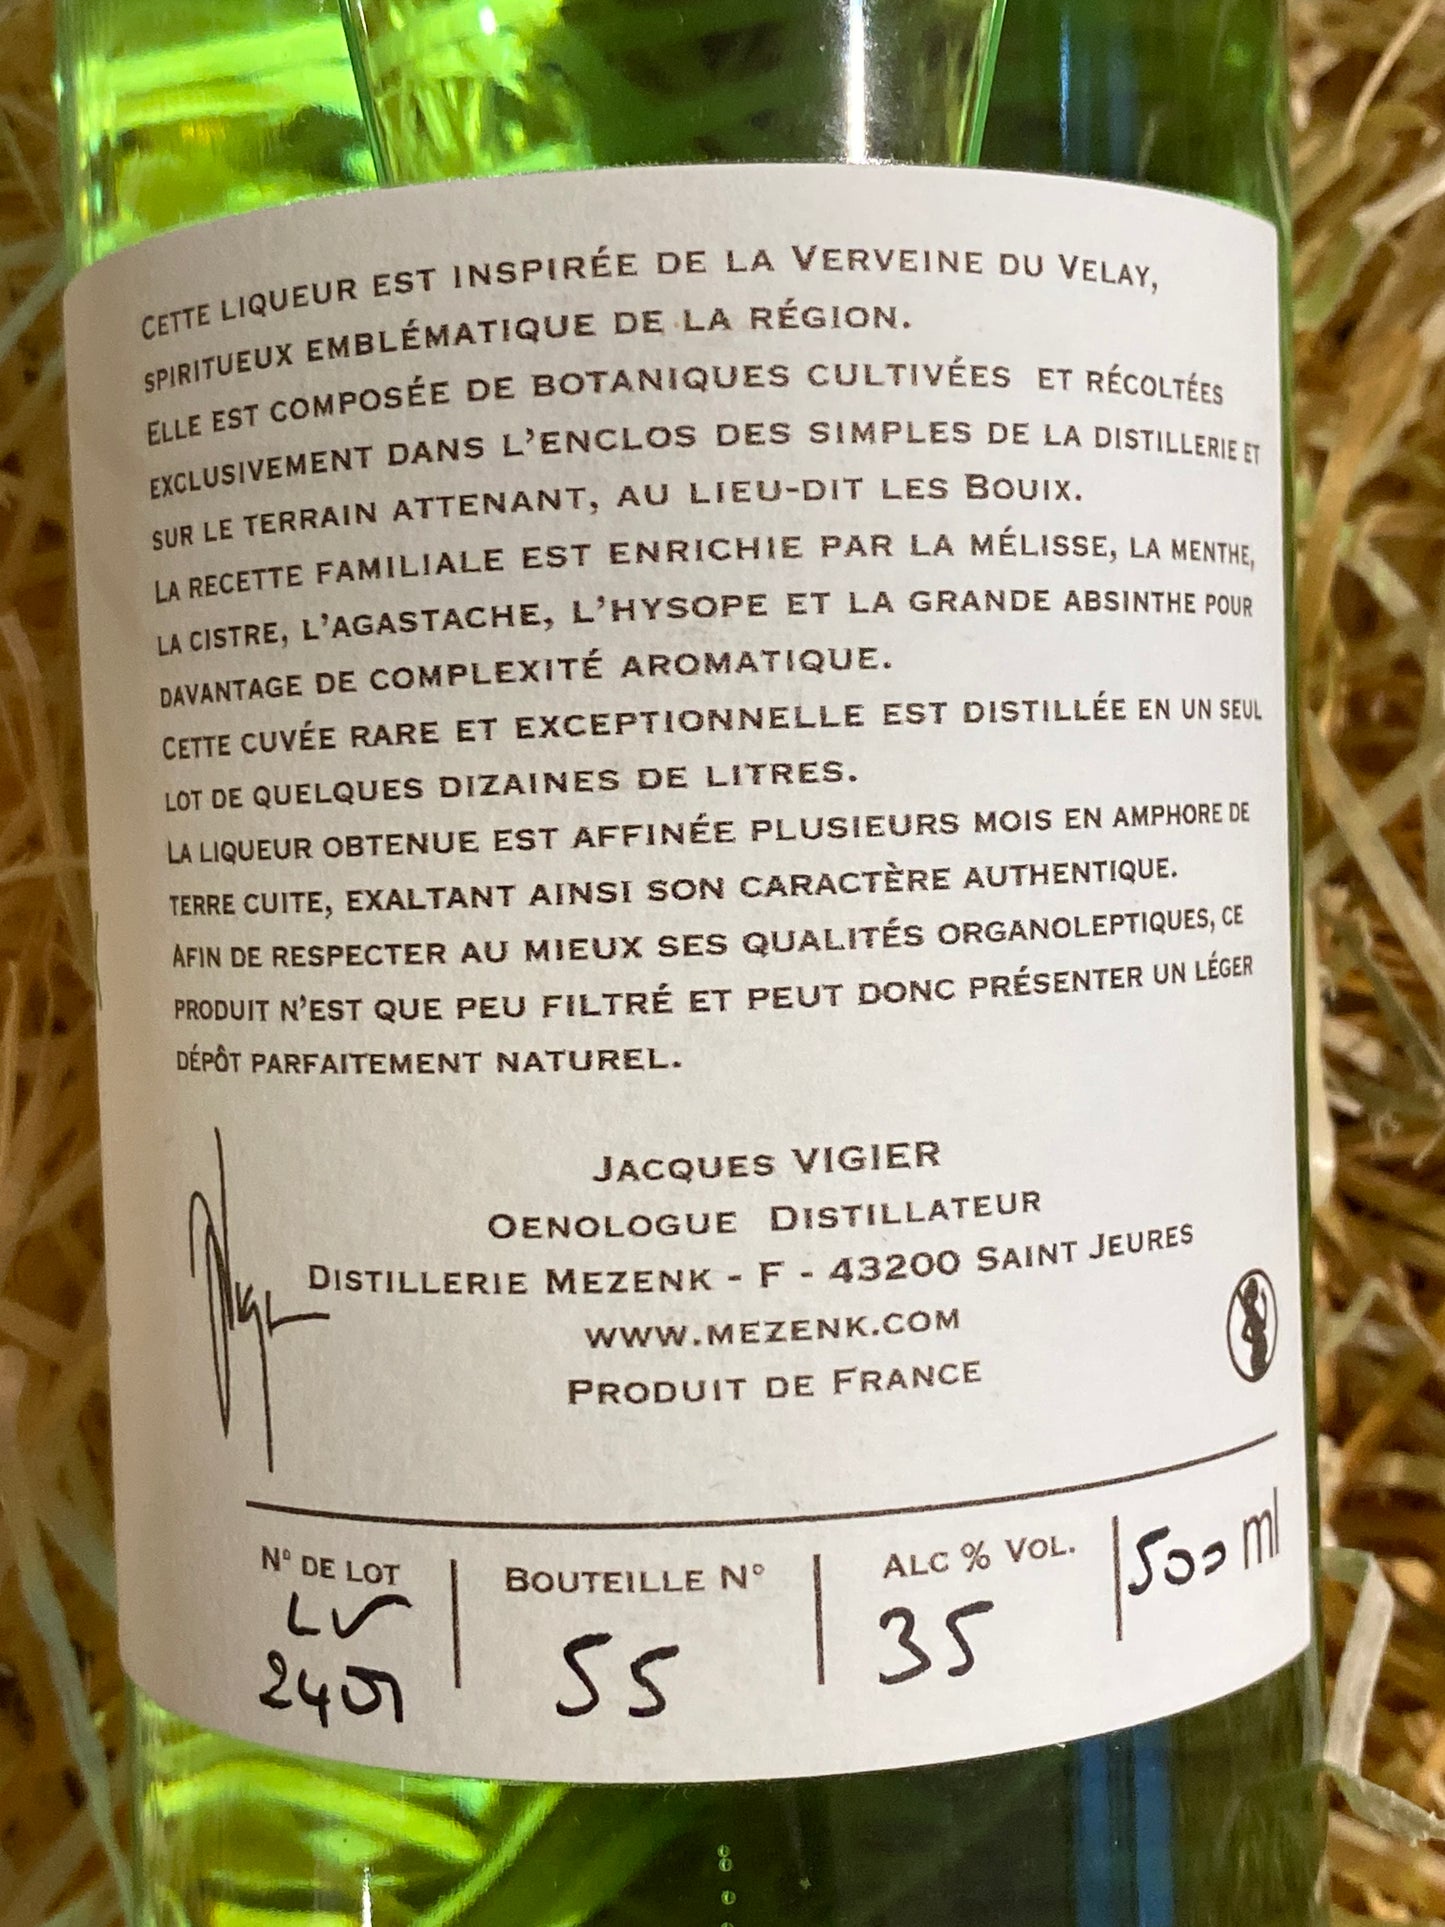 Cette liqueur est inspirée de la Verveine du Velay,
spiritueux emblématique de la région.
Elle est composée de botaniques cultivées et récoltées
exclusivement dans l'enclos des simples de la distillerie et
sur le terrain attenant, au lieu-dit les Bouix.
La recette familiale est enrichie par la mélisse, la menthe,
la cistre, l'agastache, l'hysope et la grande absinthe pour
davantage de complexité aromatique.
Cette cuvée rare et exceptionnelle est distillée en un seul
lot de quelques dizaines de litres.
La liqueur obtenue est affinée plusieurs mois en amphore de
terre cuite, exaltant ainsi son caractère authentique.
Afin de respecter au mieux ses qualités organoleptiques, ce
produit n'est que peu filtré et peut donc présenter un léger
dépôt parfaitement naturel.
Jacques VIGIER
Oenologue Distillateur
Distillerie Mezenk - F - 43200 Saint Jeures
www.mezenk.com
Produit de France
N° de lot
LV
2401
Bouteille N°
55
Alc % vol.
35
500 ml